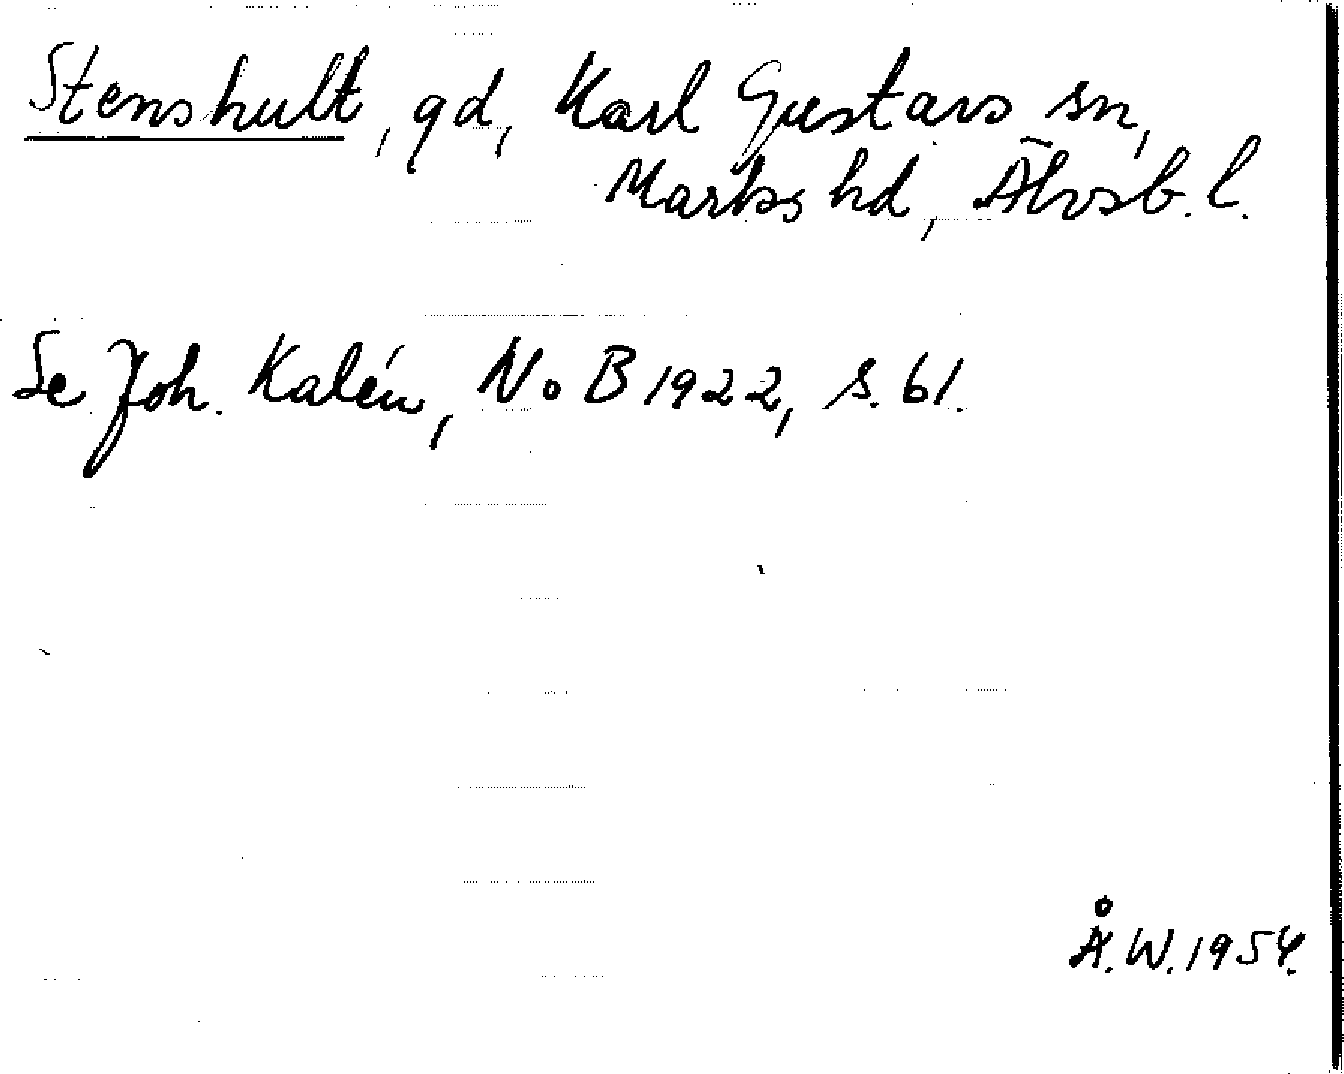 Stenshult, gd, Karl Gustavs sn,
Marks hd, Älvsb. l.
Se Joh. Kalén, NoB 1922, s. 61.
Å.W. 1954.